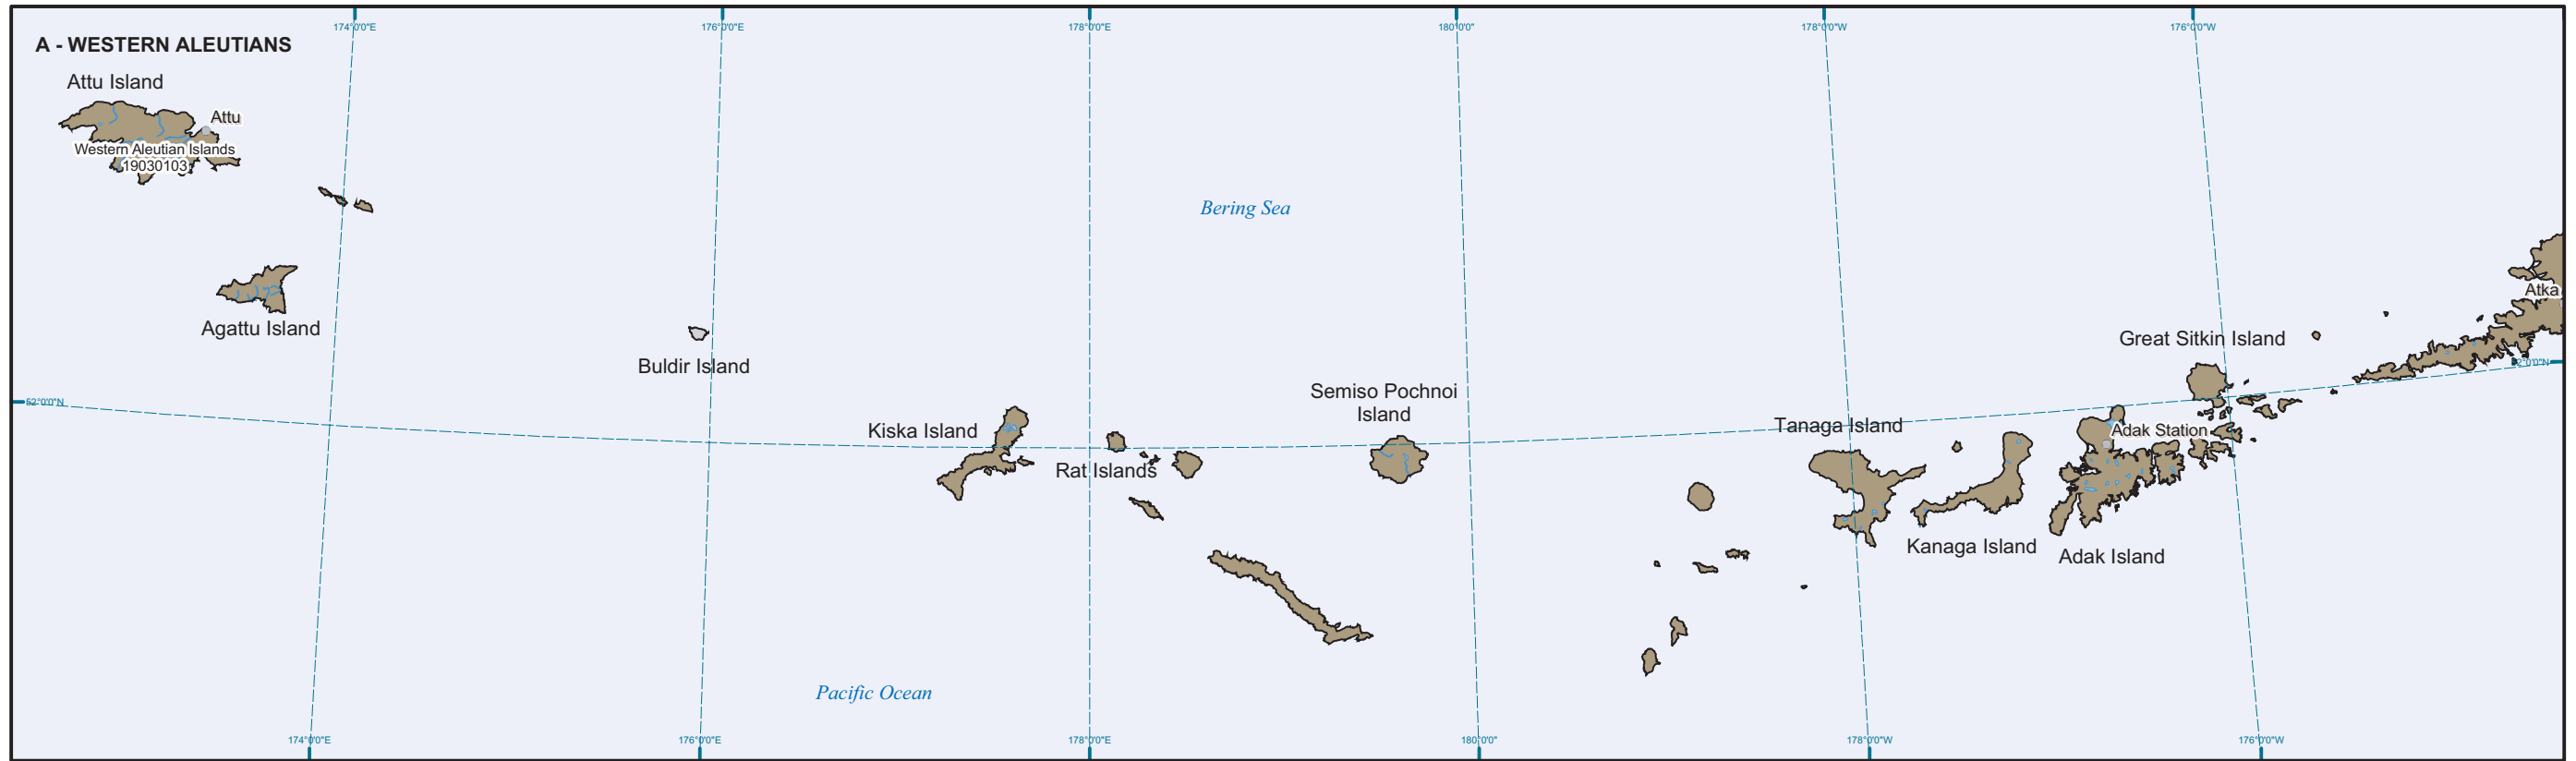 174°0'0"E
176°0'0"E
178°0'0"E
180°0'0"
178°0'0"W
176°0'0"W
A - WESTERN ALEUTIANS
Attu Island
Attu
Western Aleutian Islands
19030103
Bering Sea
Agattu Island
Atka
Great Sitkin Island
Buldir Island
2°0'0"N
Semiso Pochnoi
Island
52°0'0"N
Kiska Island
Tanaga Island
Adak Station
Rat Islands
Kanaga Island
Adak Island
Pacific Ocean
174°0'0"E
176°0'0"E
178°0'0"E
180°0'0"
178°0'0"W
176°0'0"W